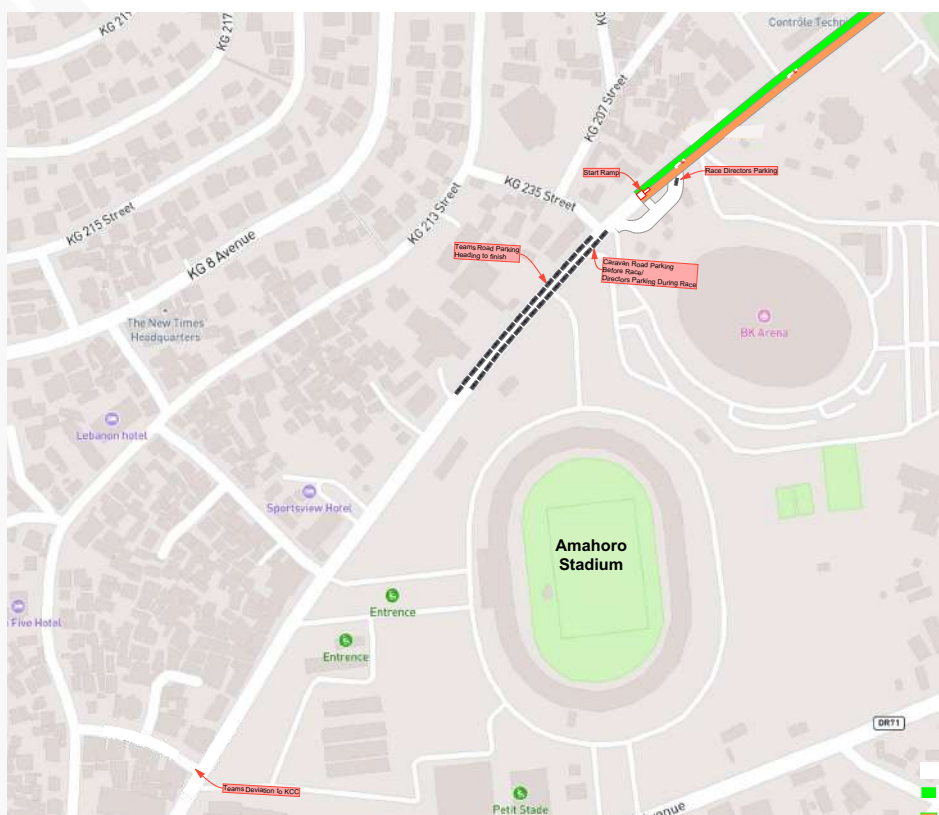 KG 217
KG 217
KG
Contrôle Techni
KG 207 Street
Start Ramp
Race Directors Parking
KG 235 Street
KG 215 Street
KG 213 Street
KG 8 Avenue
Teams Road Parking
Heading to finish
Caravan Road Parking
Before Race/
Directors Parking During Race
The New Times
Headquarters
BK Arena
Lebanon hotel
Sportsview Hotel
Amahoro
Stadium
Entrence
Five Hotel
Entrence
DR71
Teams Deviation to KCC
Petit Stade
venue